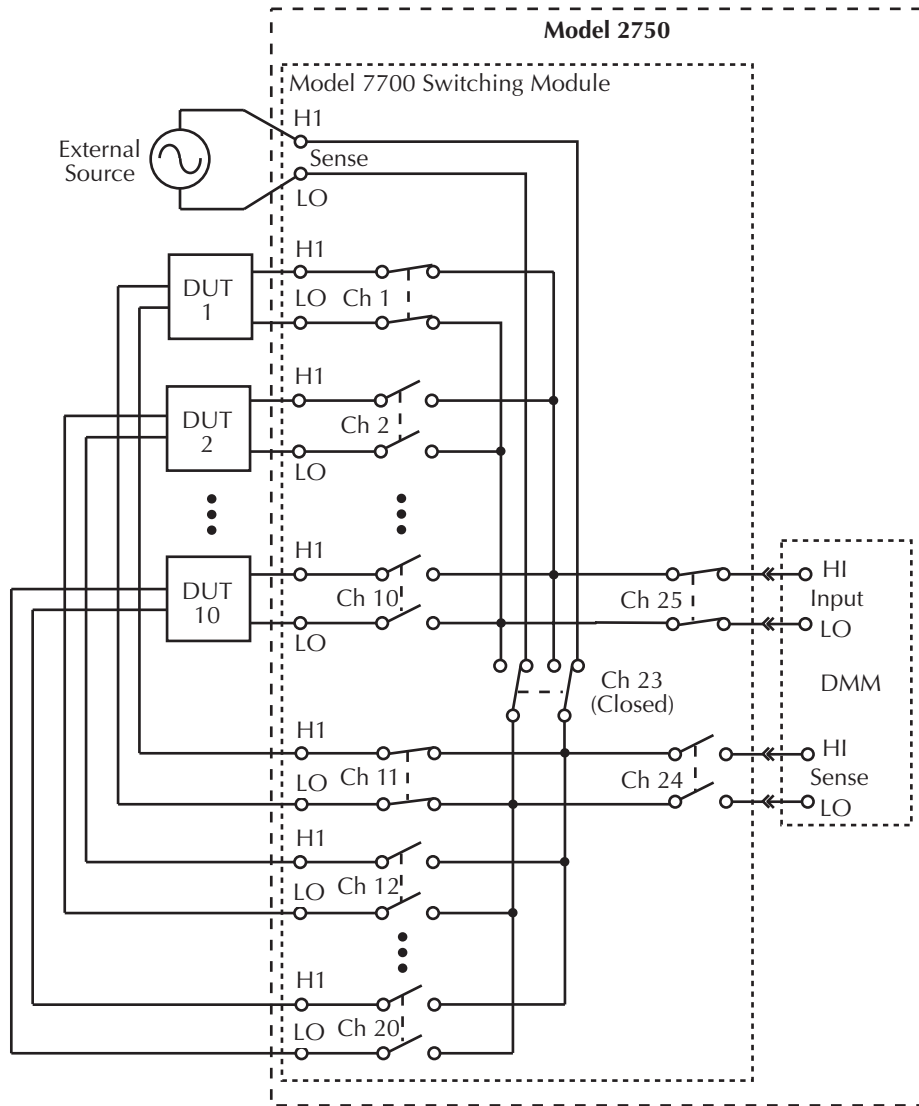 Model 2750
Model 7700 Switching Module
H1
External
Source
Sense
LO
H1
DUT
1
LO
Ch 1
H1
DUT
2
Ch 2
LO
H1
DUT
10
Ch 10
LO
Ch 25
HI
Input
LO
Ch 23
(Closed)
DMM
H1
LO
Ch 11
Ch 24
HI
Sense
LO
H1
LO
Ch 12
H1
LO
Ch 20